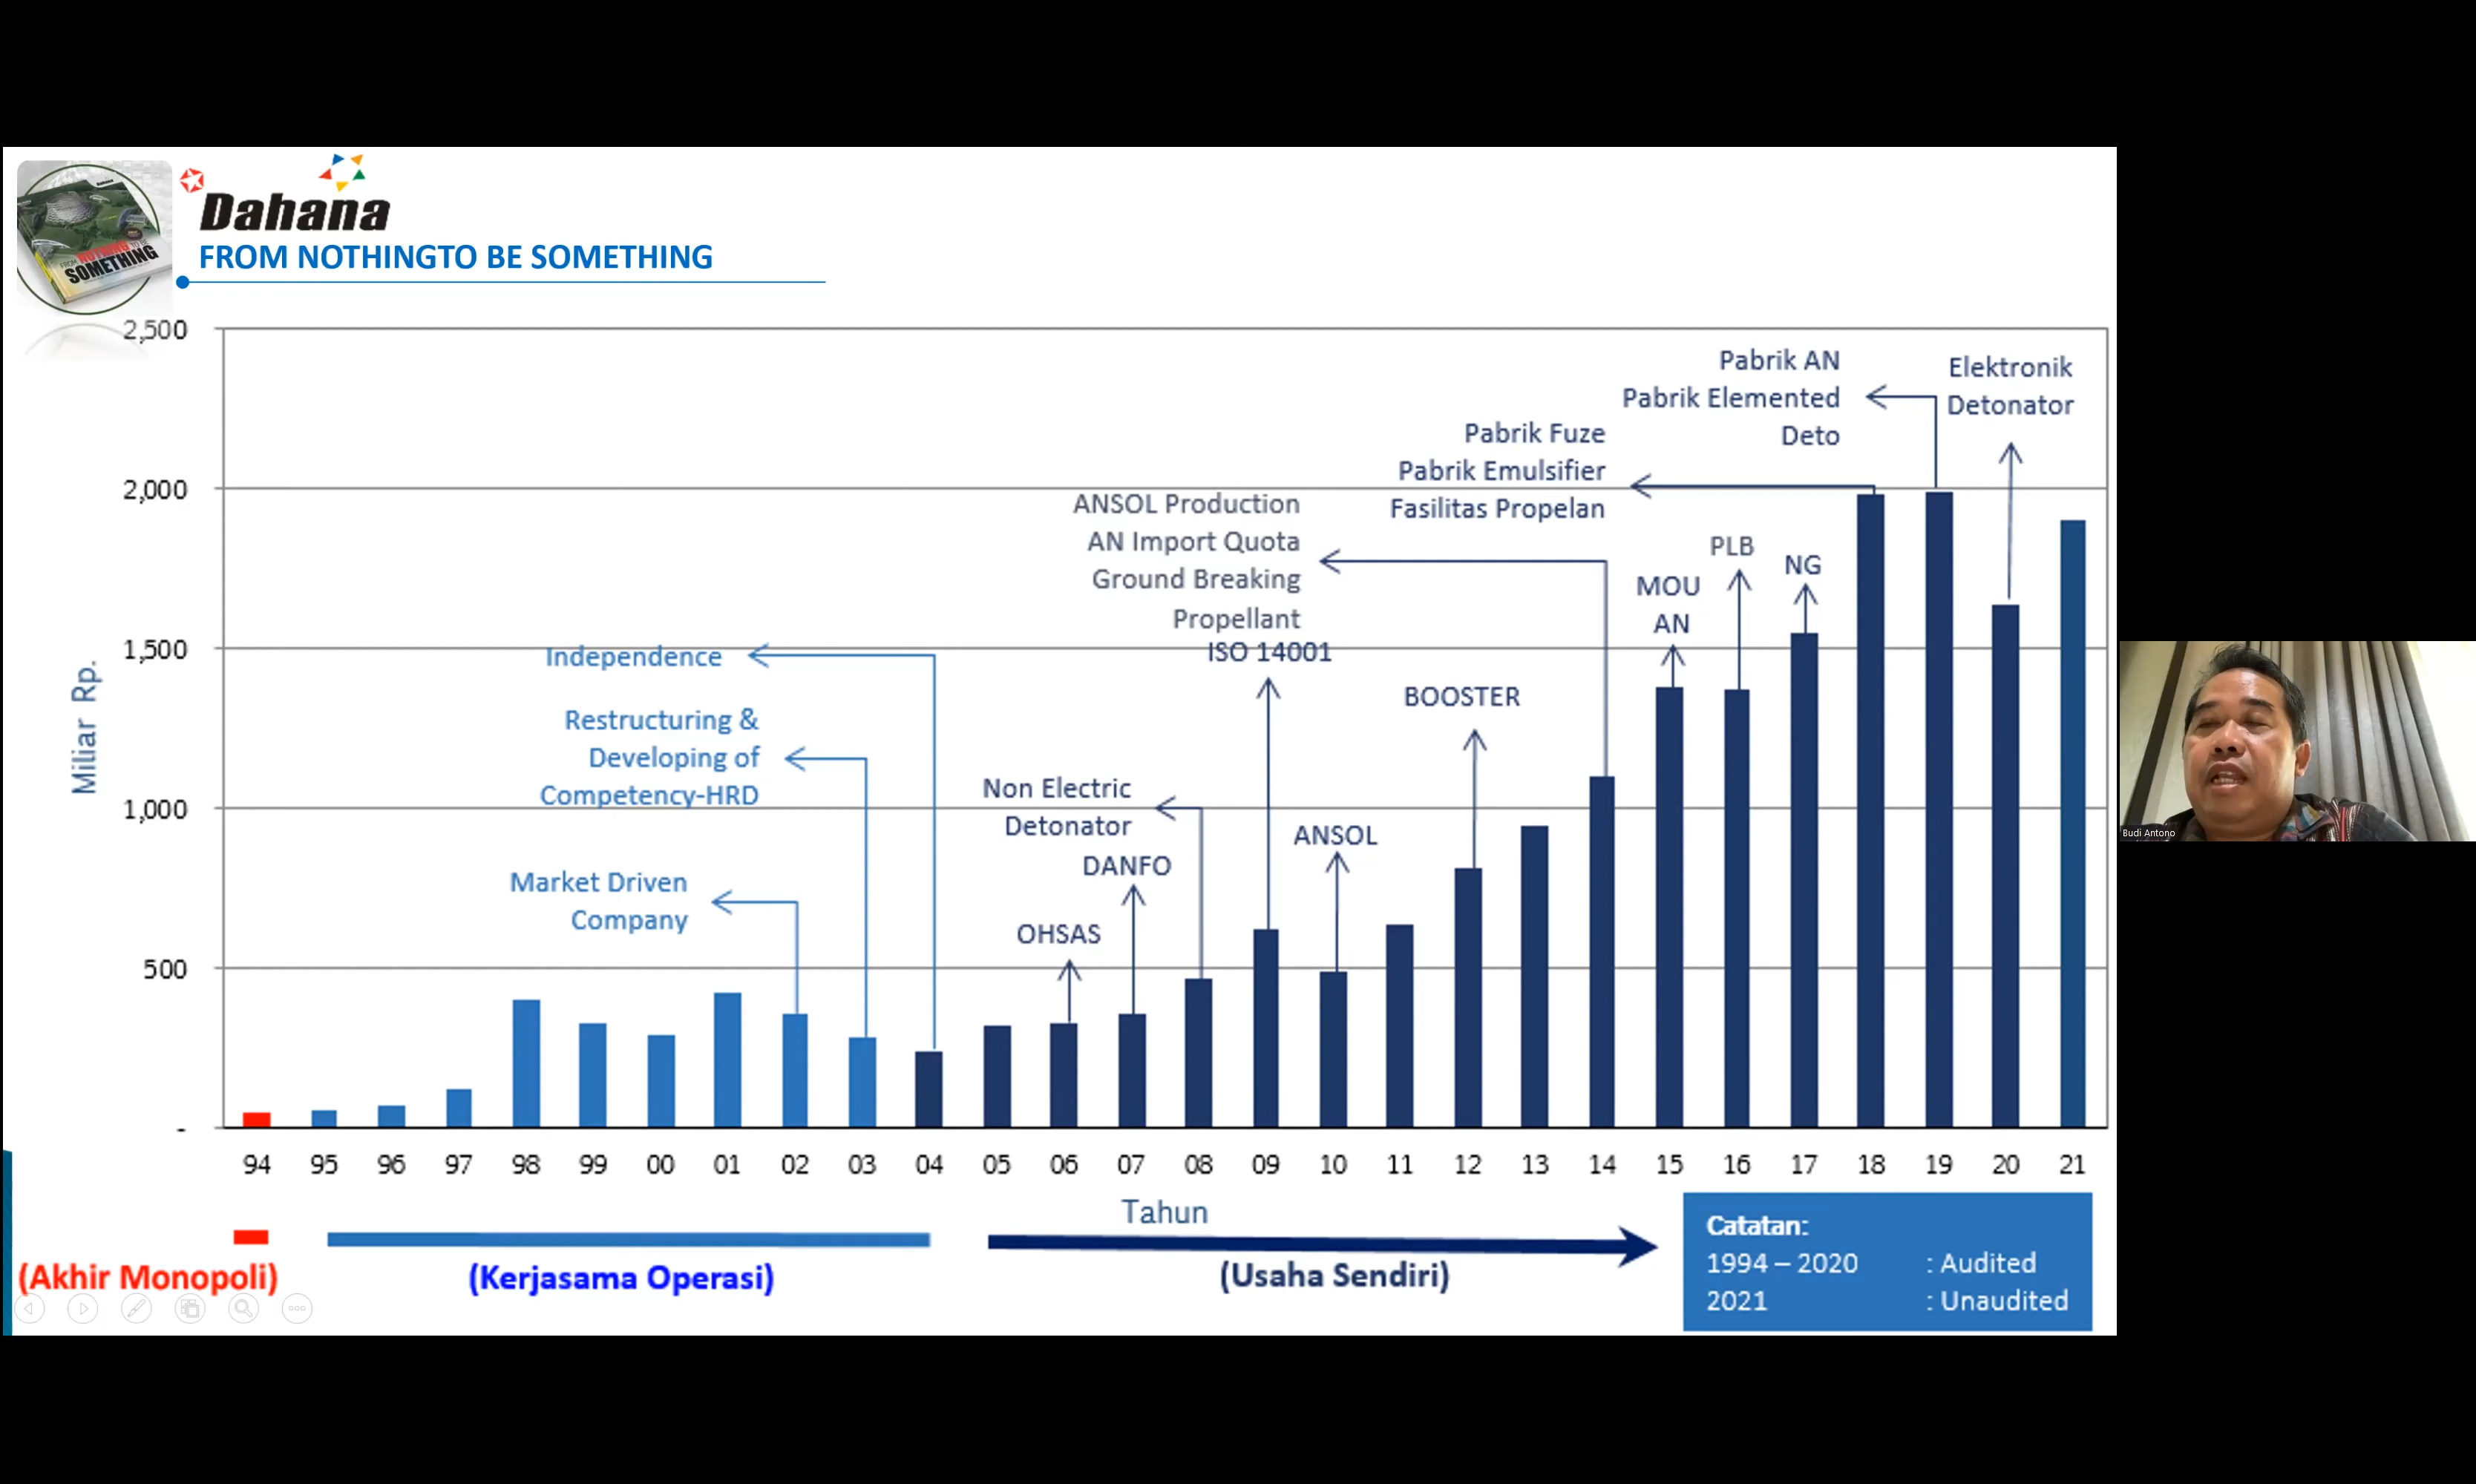 Dahana
FROM NOTHINGTO BE SOMETHING
FROM NOTHING TO BE
SOMETHING
Miliar Rp.
2,500
2,000
1,500
1,000
500
-
Independence
Restructuring &
Developing of
Competency-HRD
Market Driven
Company
OHSAS
DANFO
Non Electric
Detonator
ANSOL Production
AN Import Quota
Ground Breaking
Propellant
ISO 14001
ANSOL
BOOSTER
Pabrik Fuze
Pabrik Emulsifier
Fasilitas Propelan
MOU
AN
PLB
NG
Pabrik AN
Pabrik Elemented
Deto
Elektronik
Detonator
94 95 96 97 98 99 00 01 02 03 04 05 06 07 08 09 10 11 12 13 14 15 16 17 18 19 20 21
Tahun
(Akhir Monopoli)
(Kerjasama Operasi)
(Usaha Sendiri)
Catatan:
1994 – 2020 : Audited
2021 : Unaudited
Budi Antono